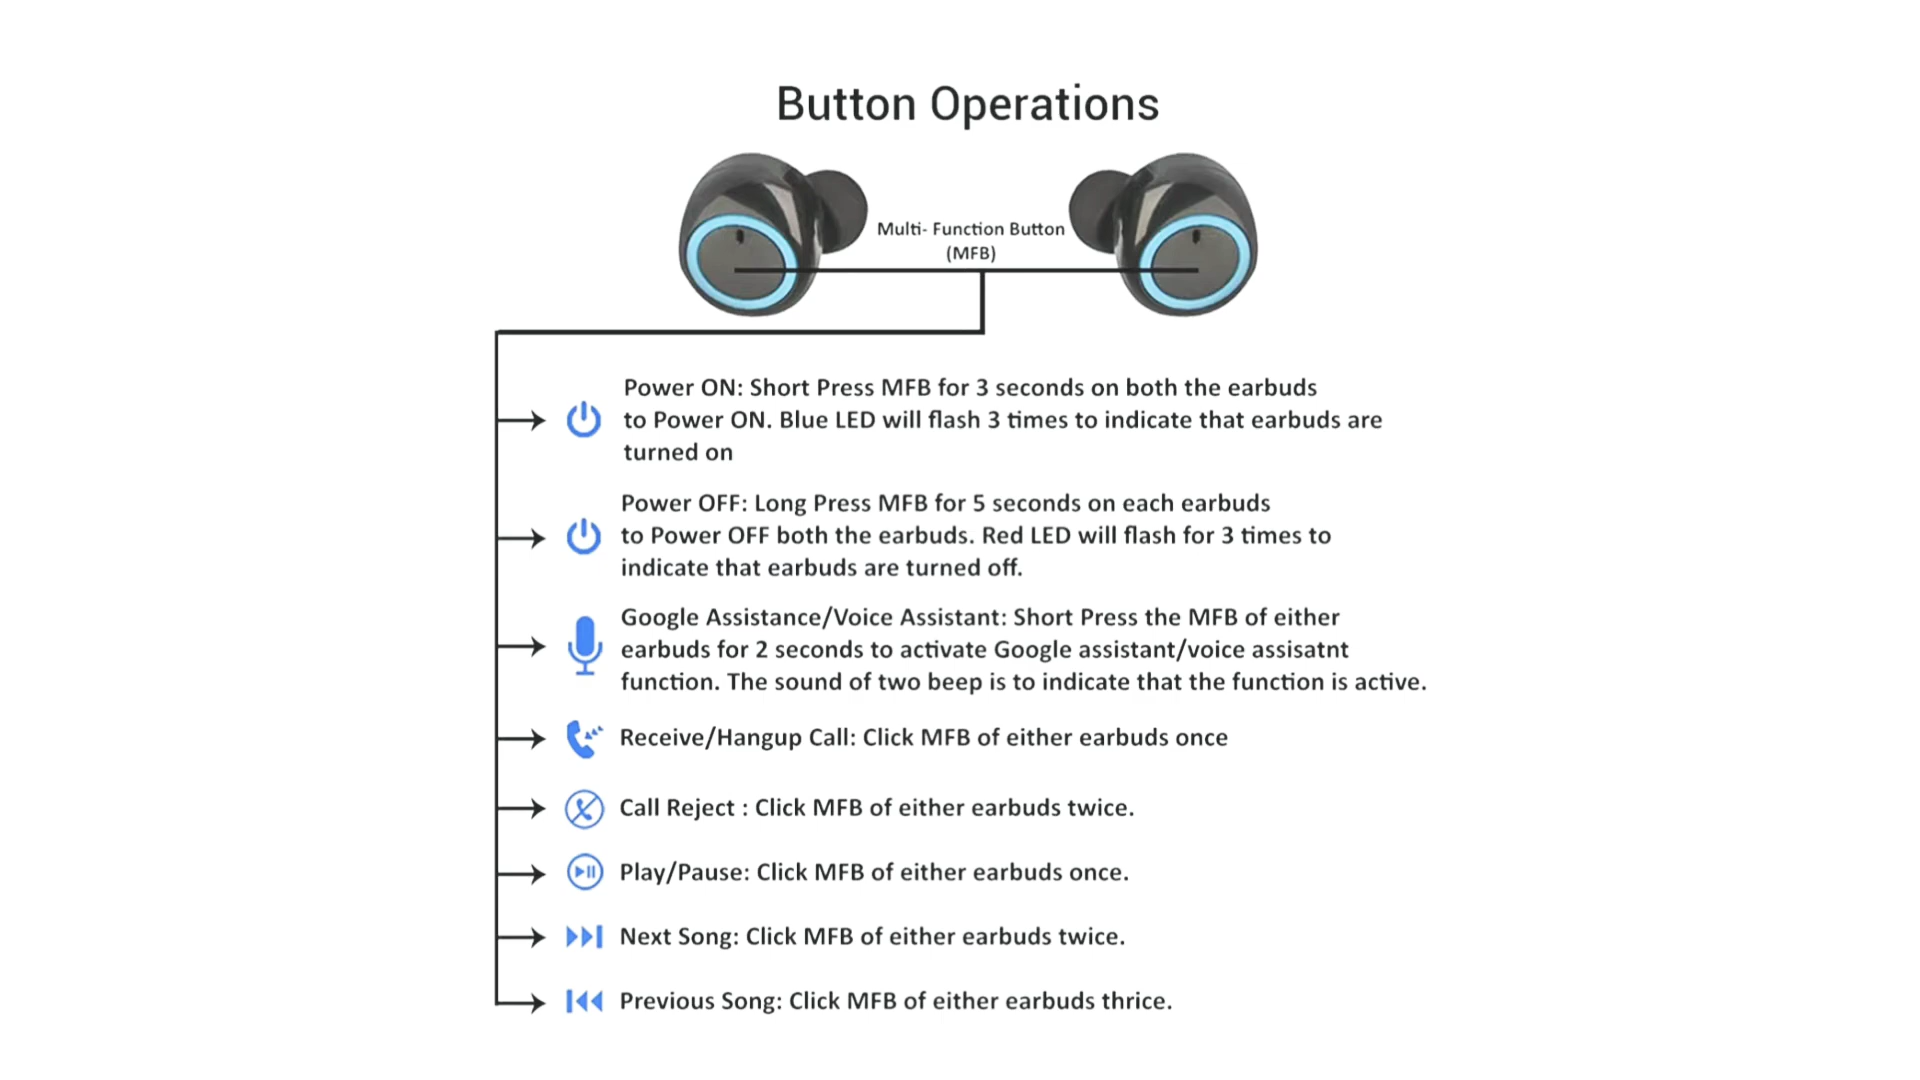 Button Operations
Multi- Function Button
(MFB)
Power ON: Short Press MFB for 3 seconds on both the earbuds
to Power ON. Blue LED will flash 3 times to indicate that earbuds are
turned on
Power OFF: Long Press MFB for 5 seconds on each earbuds
to Power OFF both the earbuds. Red LED will flash for 3 times to
indicate that earbuds are turned off.
Google Assistance/Voice Assistant: Short Press the MFB of either
earbuds for 2 seconds to activate Google assistant/voice assisatnt
function. The sound of two beep is to indicate that the function is active.
Receive/Hangup Call: Click MFB of either earbuds once
Call Reject : Click MFB of either earbuds twice.
Play/Pause: Click MFB of either earbuds once.
Next Song: Click MFB of either earbuds twice.
Previous Song: Click MFB of either earbuds thrice.